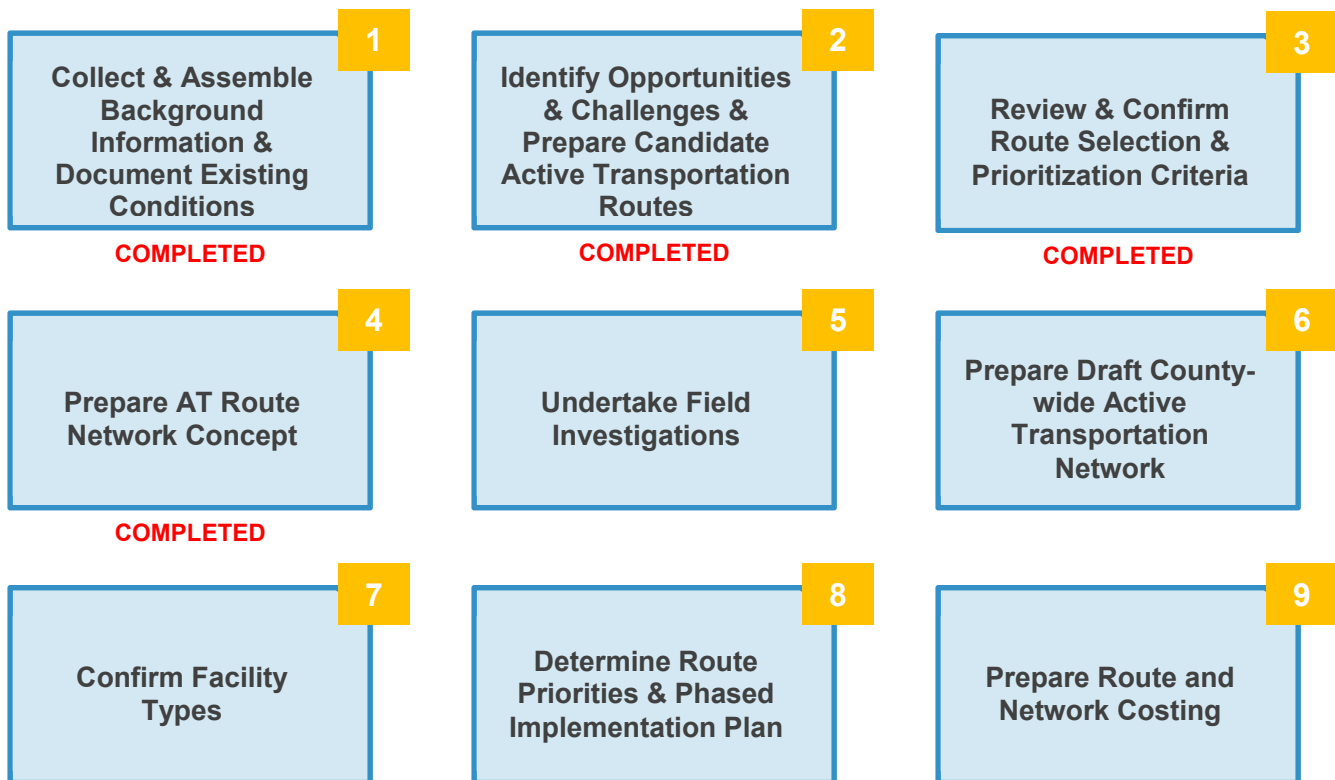 1
Collect & Assemble
Background
Information &
Document Existing
Conditions
COMPLETED
2
Identify Opportunities
& Challenges &
Prepare Candidate
Active Transportation
Routes
COMPLETED
3
Review & Confirm
Route Selection &
Prioritization Criteria
COMPLETED
4
Prepare AT Route
Network Concept
COMPLETED
5
Undertake Field
Investigations
6
Prepare Draft County-
wide Active
Transportation
Network
7
Confirm Facility
Types
8
Determine Route
Priorities & Phased
Implementation Plan
9
Prepare Route and
Network Costing